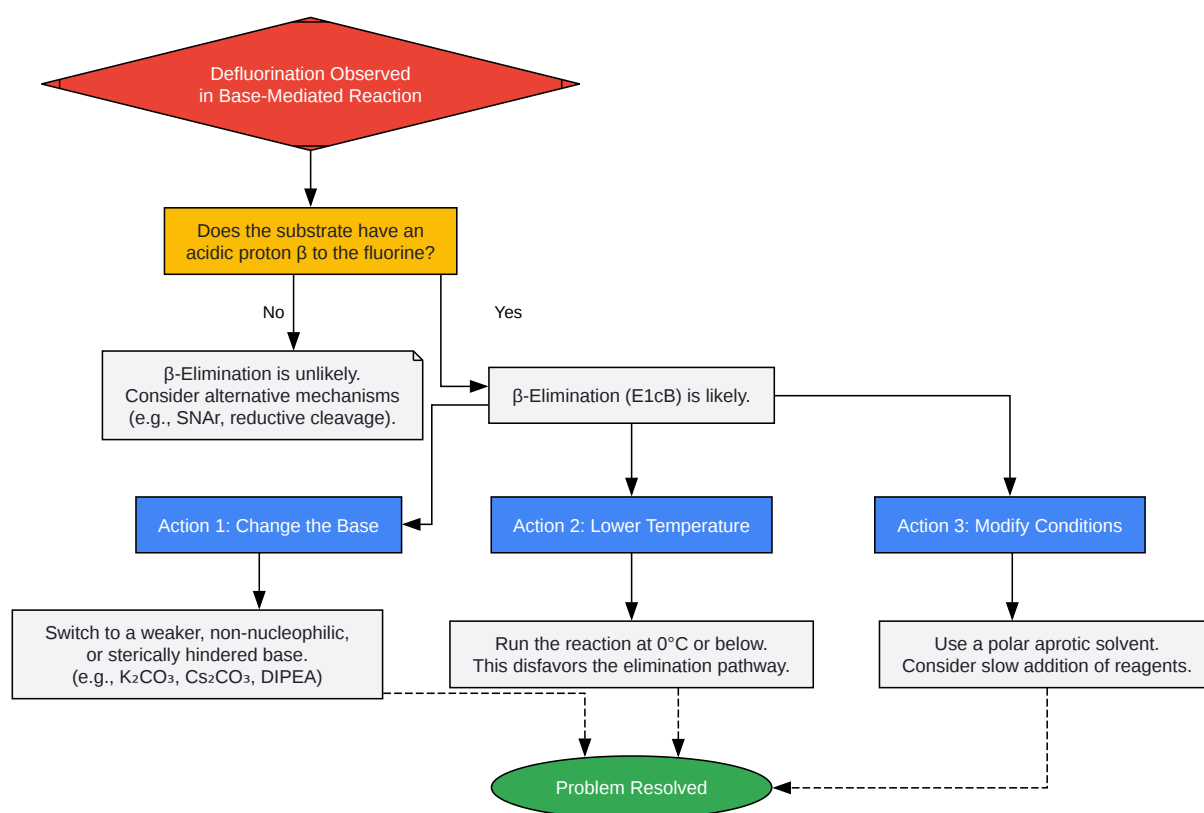 Defluorination Observed
in Base-Mediated Reaction
Does the substrate have an
acidic proton β to the fluorine?
No
Yes
β-Elimination is unlikely.
Consider alternative mechanisms
(e.g., SNAr, reductive cleavage).
β-Elimination (E1cB) is likely.
Action 1: Change the Base
Action 2: Lower Temperature
Action 3: Modify Conditions
Switch to a weaker, non-nucleophilic,
or sterically hindered base.
(e.g., K₂CO₃, Cs₂CO₃, DIPEA)
Run the reaction at 0°C or below.
This disfavors the elimination pathway.
Use a polar aprotic solvent.
Consider slow addition of reagents.
Problem Resolved